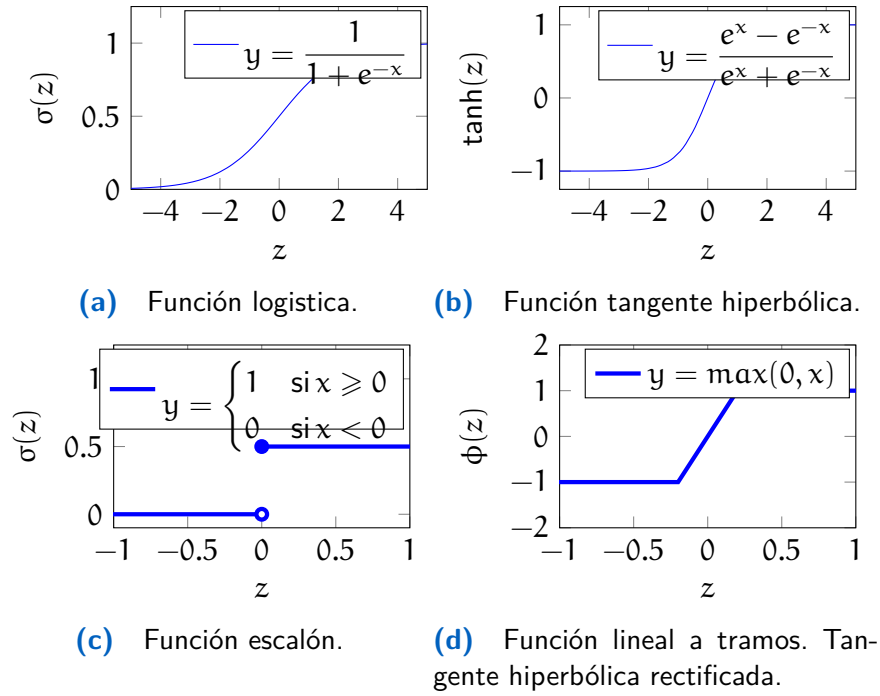 1
0.5
0
σ(z)
y = 1 / (1 + e^{−x})
−4 −2 0 2 4
z
(a) Función logistica.
1
0
−1
tanh(z)
y = (e^x − e^{−x}) / (e^x + e^{−x})
−4 −2 0 2 4
z
(b) Función tangente hiperbólica.
1
0.5
0
σ(z)
y = { 1 si x ⩾ 0
0 si x < 0
−1 −0.5 0 0.5 1
z
(c) Función escalón.
2
1
0
−1
−2
ϕ(z)
y = max(0, x)
−1 −0.5 0 0.5 1
z
(d) Función lineal a tramos. Tan-
gente hiperbólica rectificada.